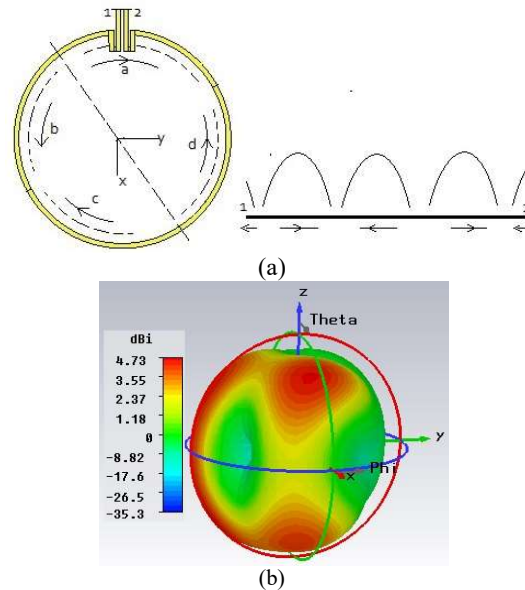 1 2
a
b
y
d
x
c
1
(a)
dBi
4.73
3.55
2.37
1.18
0
-8.82
-17.6
-26.5
-35.3
z
Theta
y
Phi
x
(b)